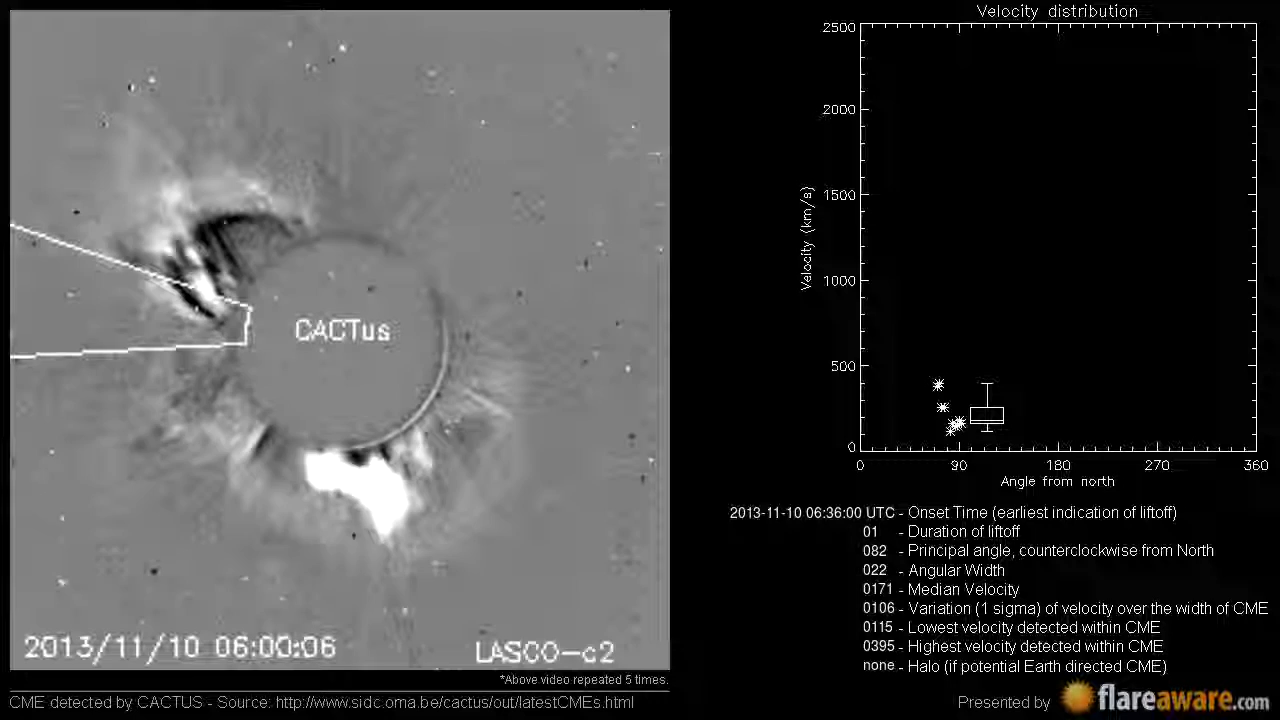 Velocity distribution
2500
2000
1500
1000
500
0
Velocity (km/s)
0 90 180 270 360
Angle from north
CACTus
2013/11/10 06:00:06
LASCO-c2
*Above video repeated 5 times.
CME detected by CACTUS - Source: http://www.sidc.oma.be/cactus/out/latestCMEs.html
2013-11-10 06:36:00 UTC - Onset Time (earliest indication of liftoff)
01 - Duration of liftoff
082 - Principal angle, counterclockwise from North
022 - Angular Width
0171 - Median Velocity
0106 - Variation (1 sigma) of velocity over the width of CME
0115 - Lowest velocity detected within CME
0395 - Highest velocity detected within CME
none - Halo (if potential Earth directed CME)
Presented by flareaware.com